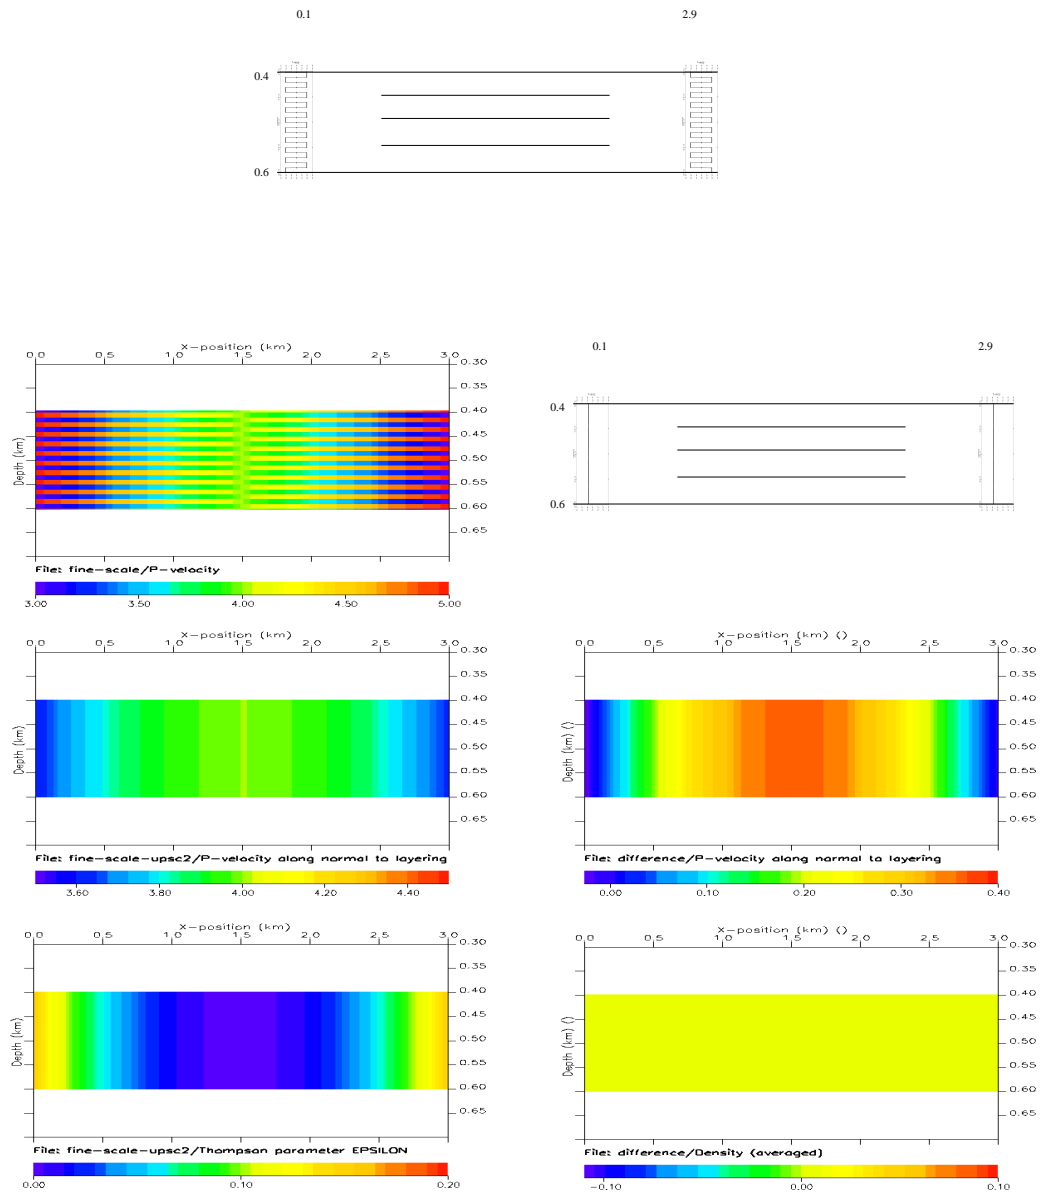 0.1 2.9
0.4
0.6
X-position (km)
0.0 0.5 1.0 1.5 2.0 2.5 3.0
0.30
0.35
0.40
0.45
0.50
0.55
0.60
0.65
Depth (km)
File: fine-scale/P-velocity
3.00 3.50 4.00 4.50 5.00
0.1 2.9
0.4
0.6
X-position (km)
0.0 0.5 1.0 1.5 2.0 2.5 3.0
0.30
0.35
0.40
0.45
0.50
0.55
0.60
0.65
Depth (km)
File: fine-scale-upsc2/P-velocity along normal to layering
3.60 3.80 4.00 4.20 4.40
X-position (km) ()
0.0 0.5 1.0 1.5 2.0 2.5 3.0
0.30
0.35
0.40
0.45
0.50
0.55
0.60
0.65
Depth (km) ()
File: difference/P-velocity along normal to layering
0.00 0.10 0.20 0.30 0.40
X-position (km)
0.0 0.5 1.0 1.5 2.0 2.5 3.0
0.30
0.35
0.40
0.45
0.50
0.55
0.60
0.65
Depth (km)
File: fine-scale-upsc2/Thompson parameter EPSILON
0.00 0.10 0.20
X-position (km) ()
0.0 0.5 1.0 1.5 2.0 2.5 3.0
0.30
0.35
0.40
0.45
0.50
0.55
0.60
0.65
Depth (km) ()
File: difference/Density (averaged)
-0.10 0.00 0.10